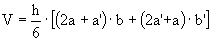 V = h/6 · [(2a + a')· b + (2a'+a)· b']